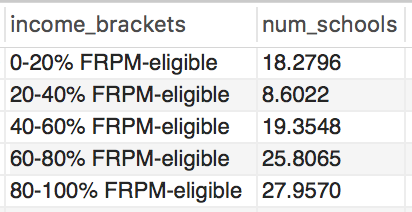 income_brackets num_schools
0-20% FRPM-eligible 18.2796
20-40% FRPM-eligible 8.6022
40-60% FRPM-eligible 19.3548
60-80% FRPM-eligible 25.8065
80-100% FRPM-eligible 27.9570